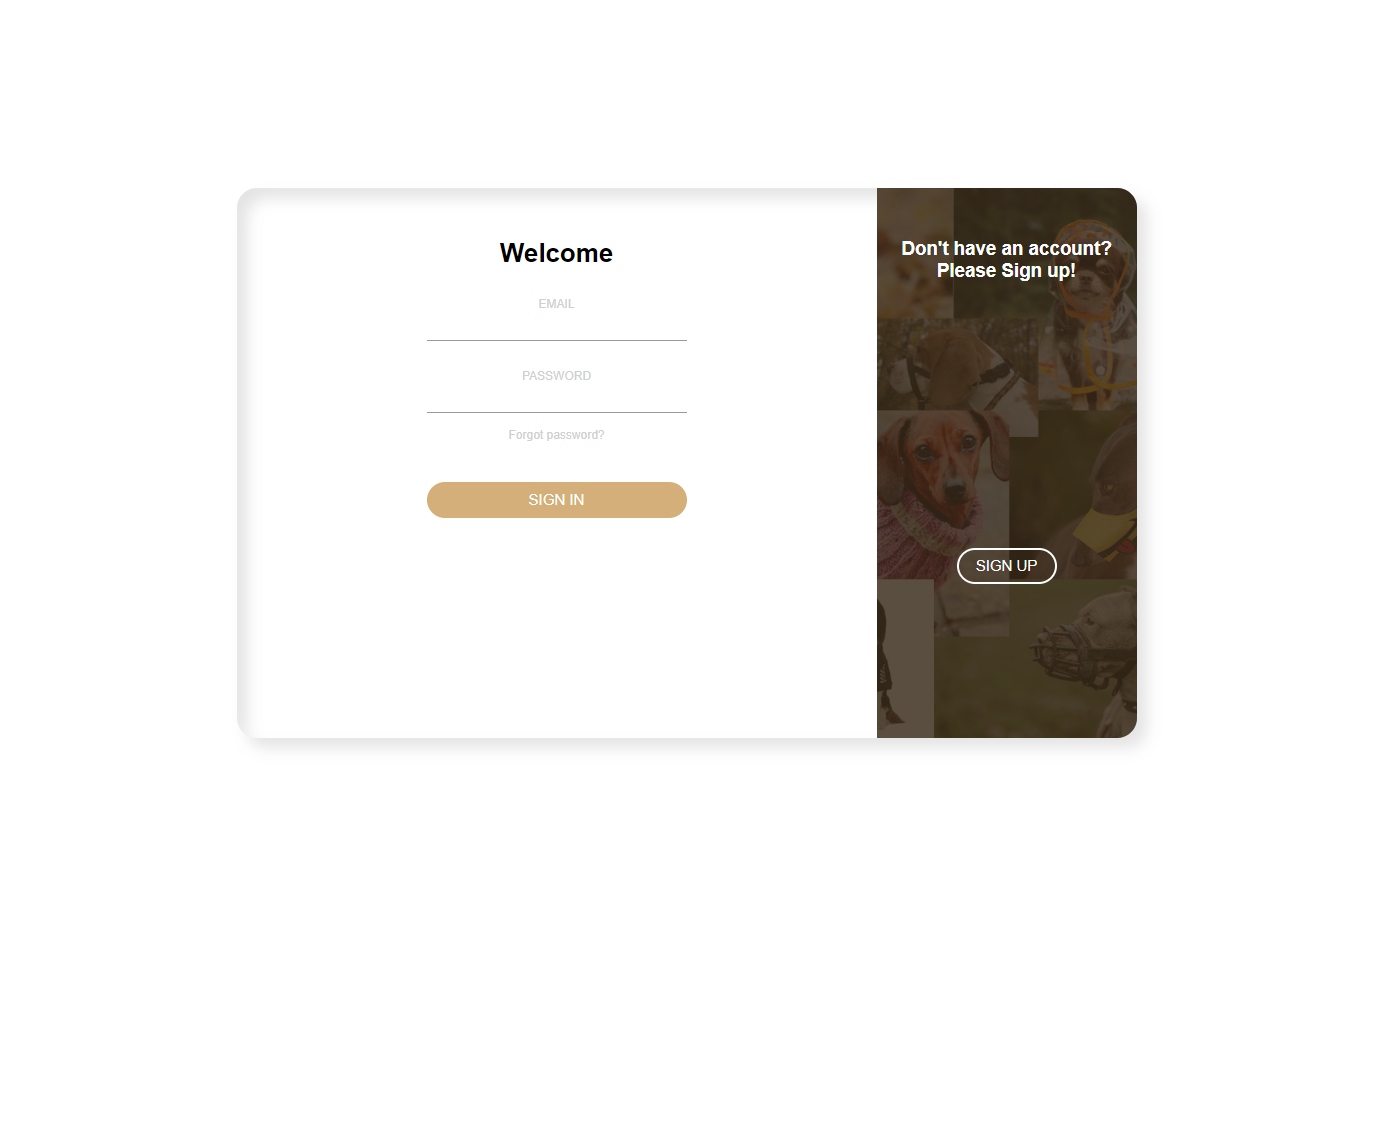 Welcome
EMAIL
PASSWORD
Forgot password?
SIGN IN
Don't have an account?
Please Sign up!
SIGN UP